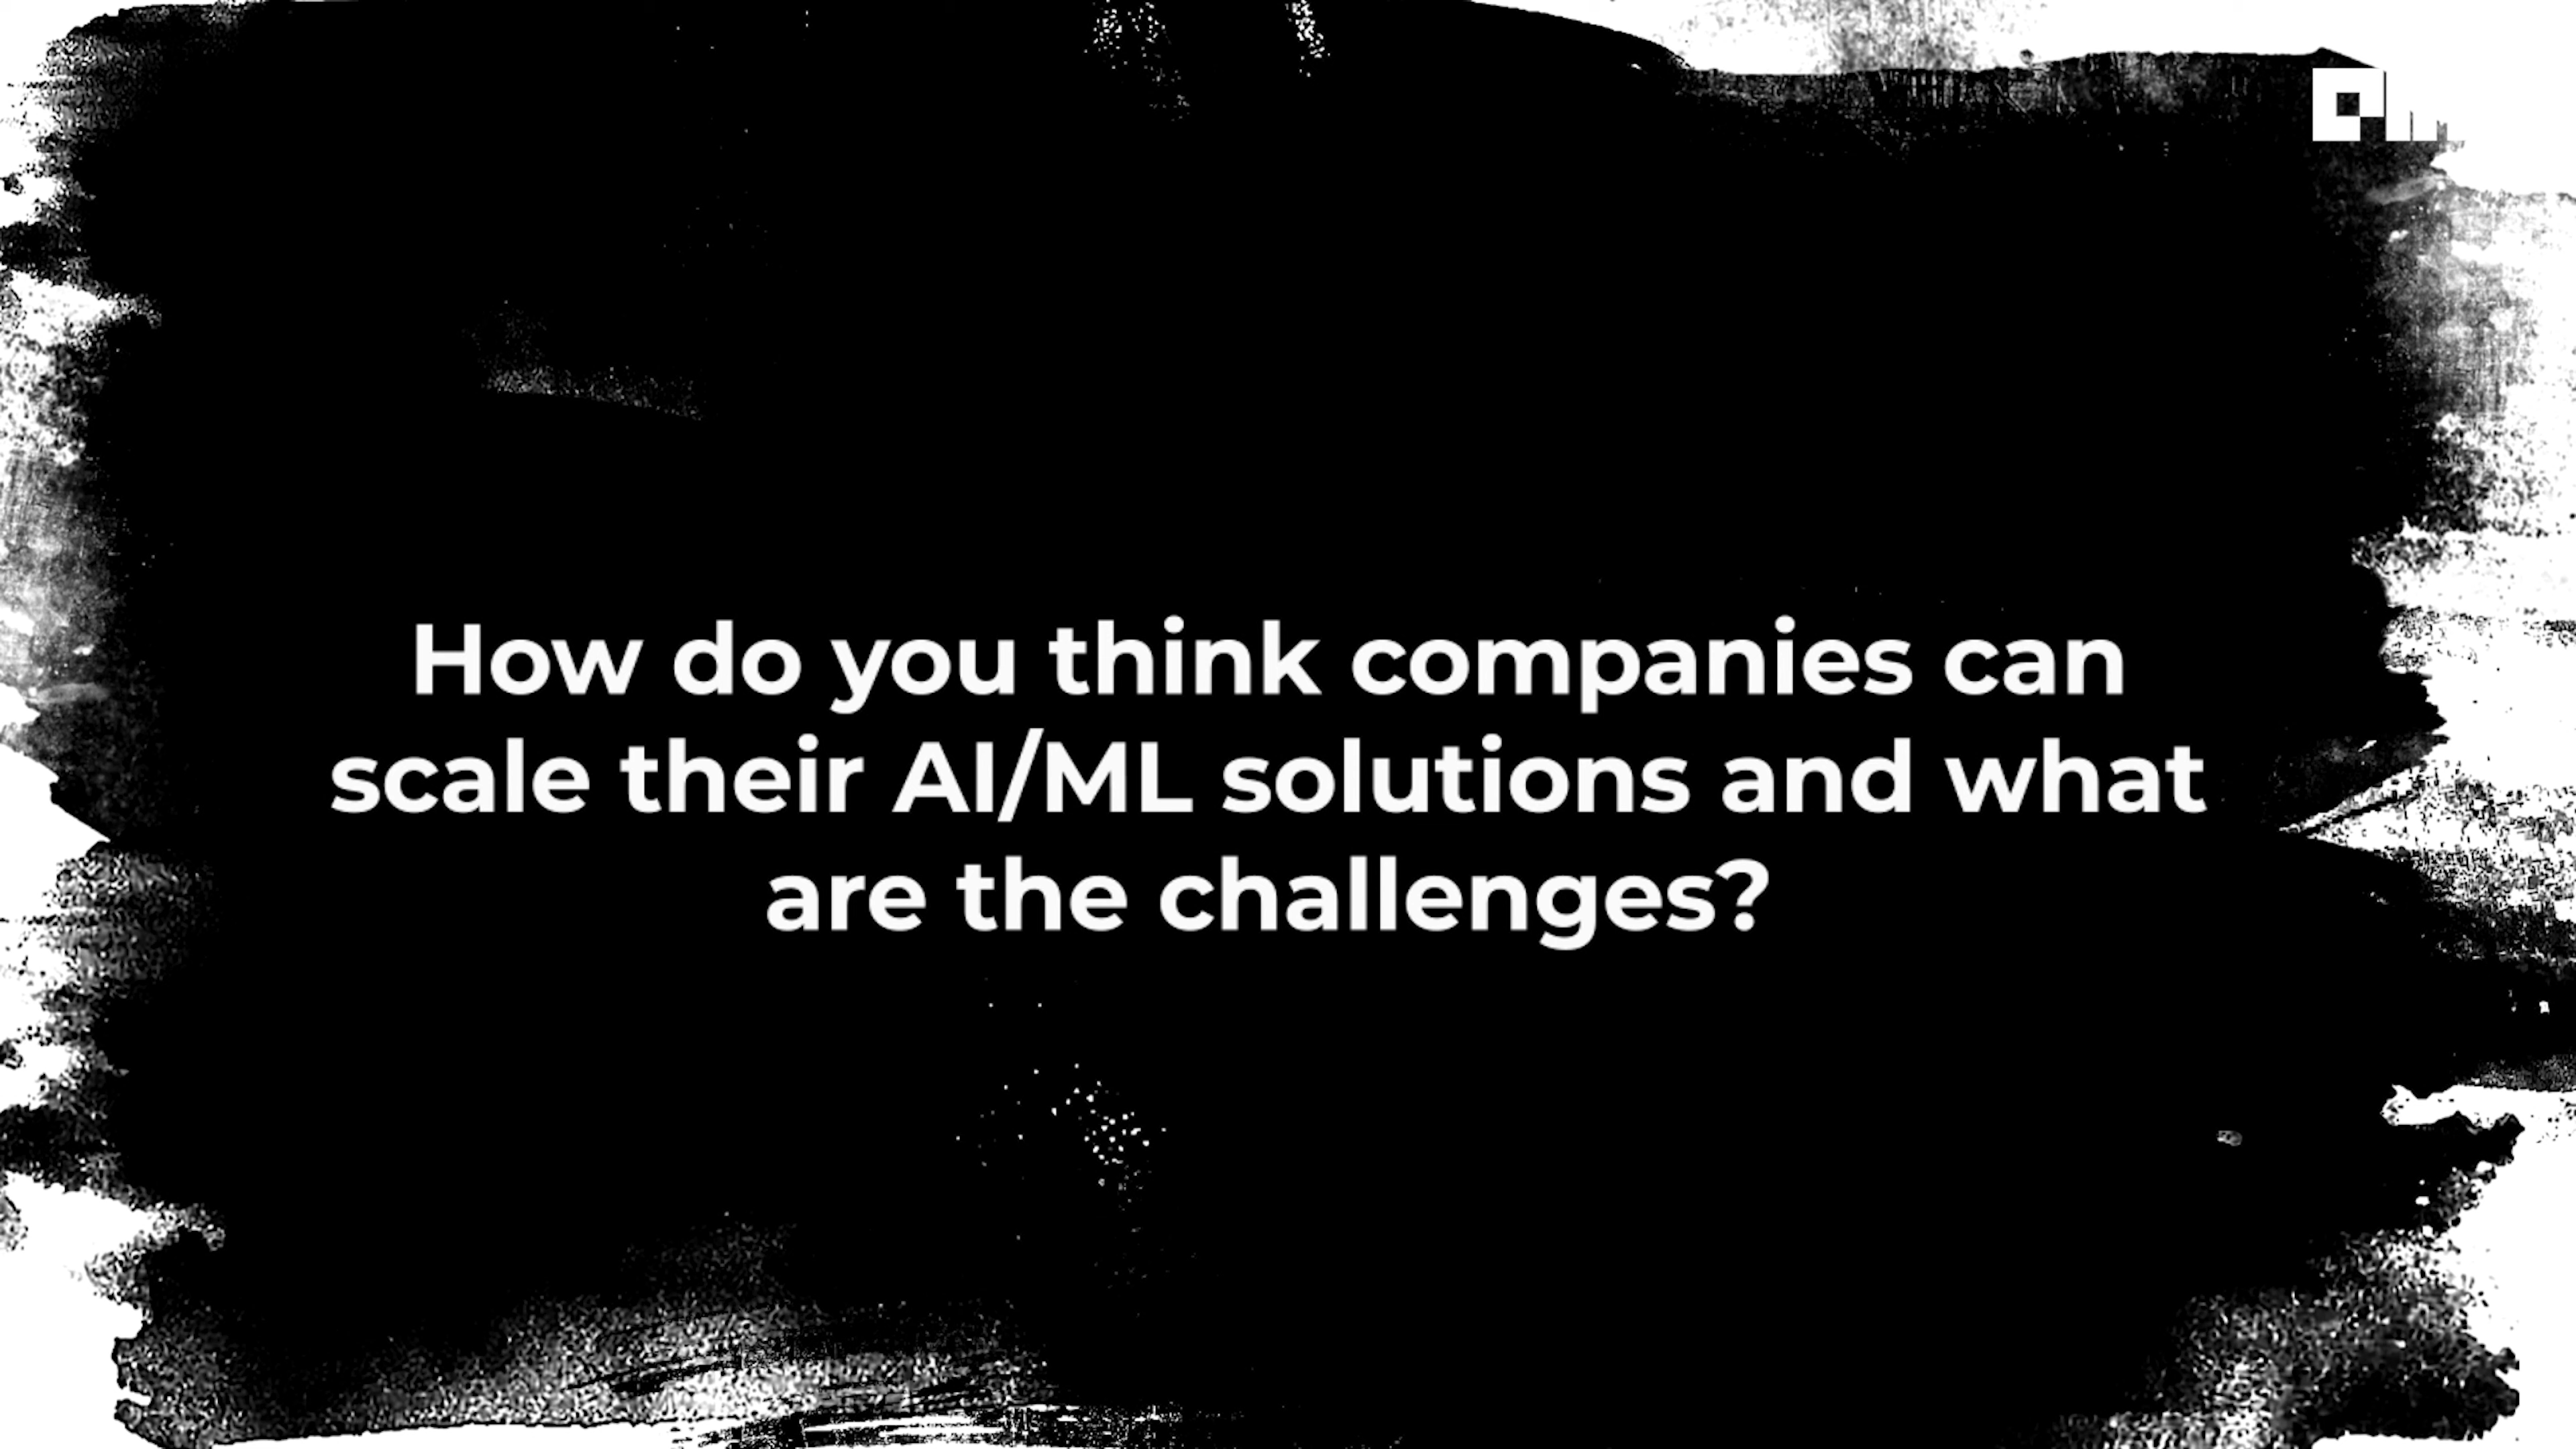 How do you think companies can
scale their AI/ML solutions and what
are the challenges?